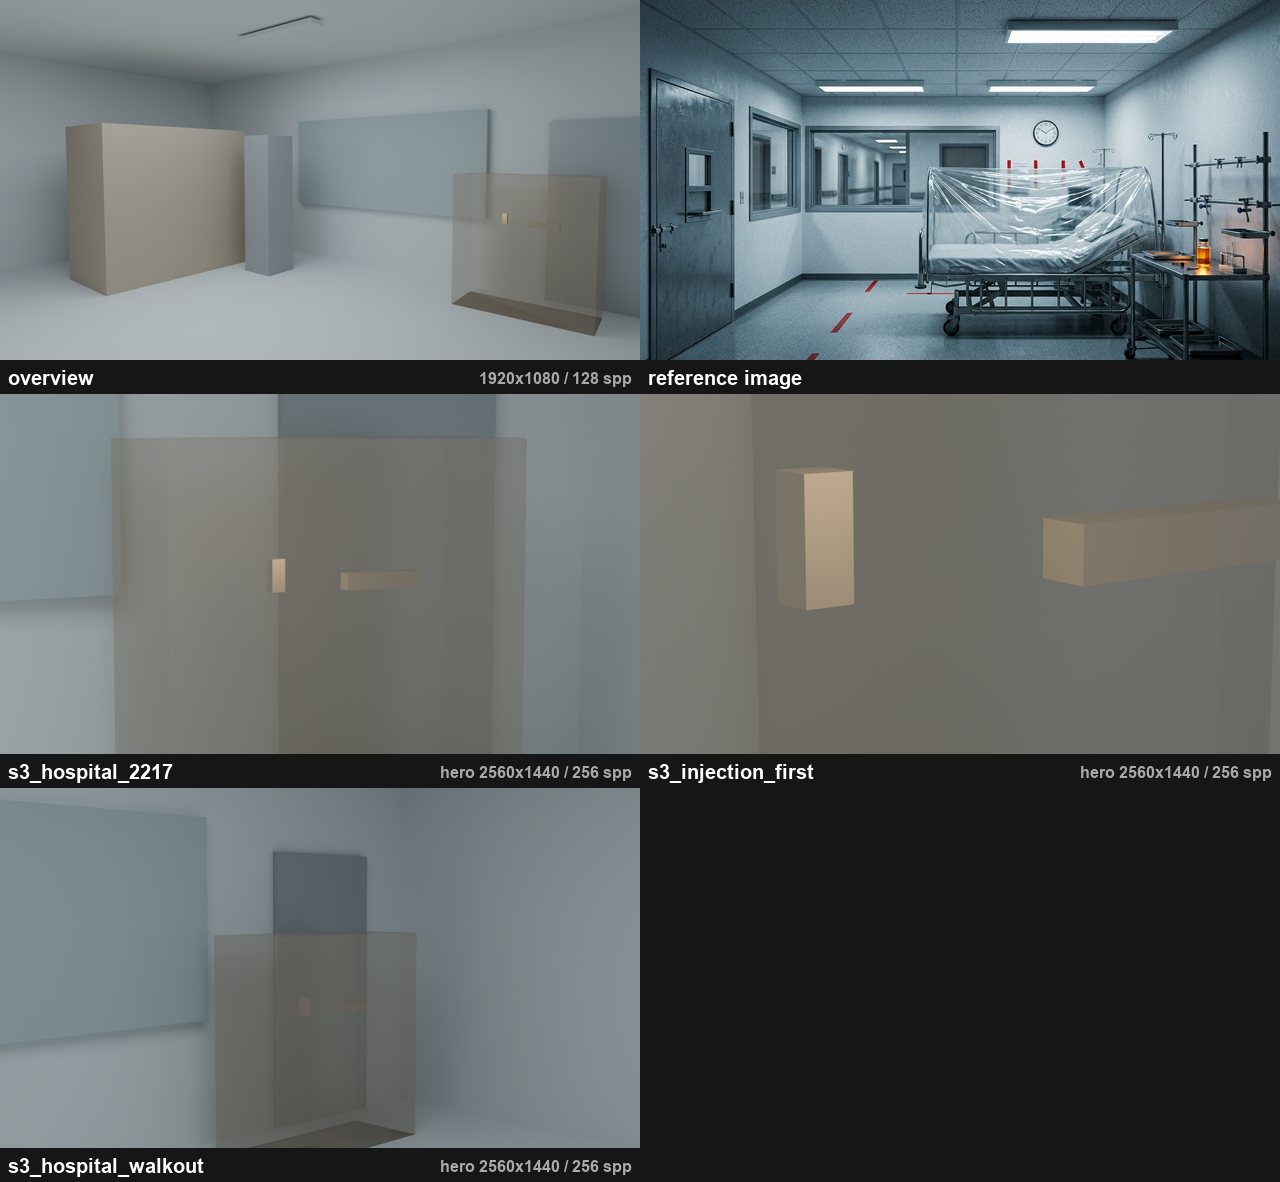 overview
1920x1080 / 128 spp
reference image
s3_hospital_2217
hero 2560x1440 / 256 spp
s3_injection_first
hero 2560x1440 / 256 spp
s3_hospital_walkout
hero 2560x1440 / 256 spp